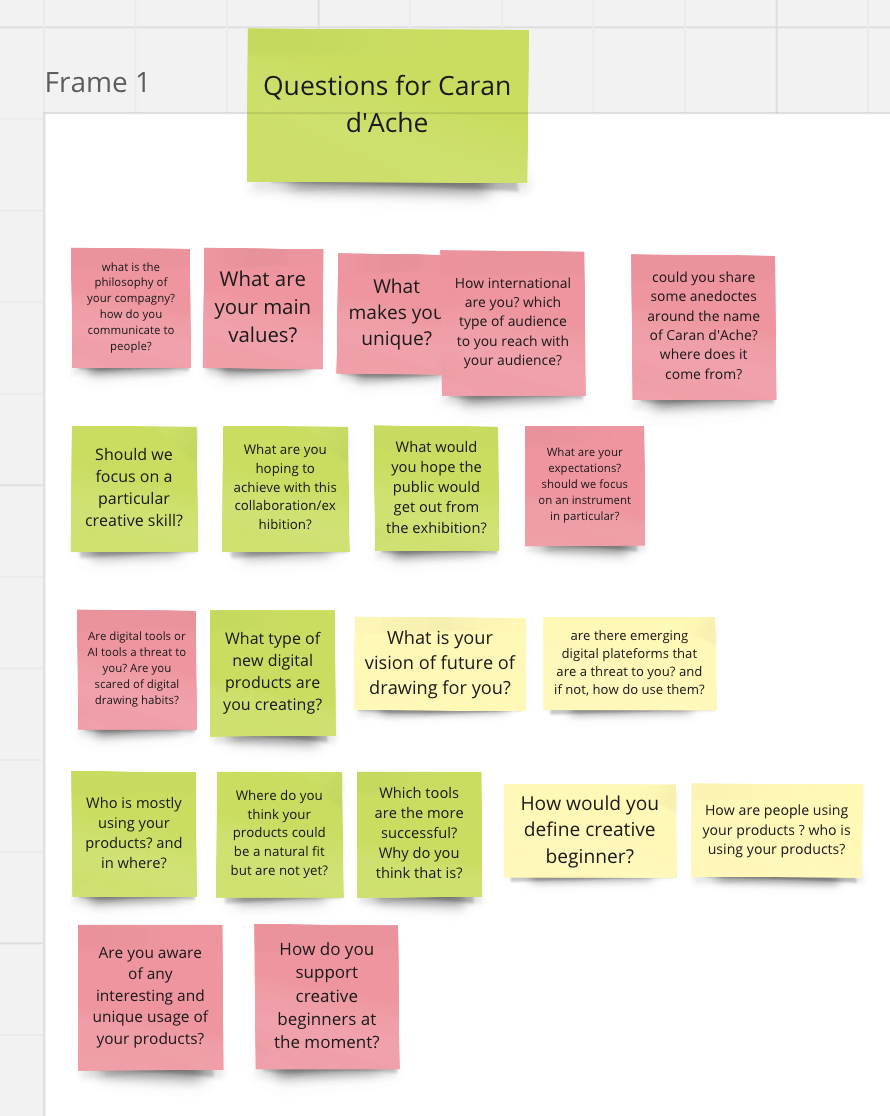 Frame 1
Questions for Caran
d'Ache
what is the
philosophy of
your compagny?
how do you
communicate to
people?
What are
your main
values?
What
makes you
unique?
How international
are you? which
type of audience
to you reach with
your audience?
could you share
some anedoctes
around the name
of Caran d'Ache?
where does it
come from?
Should we
focus on a
particular
creative skill?
What are you
hoping to
achieve with this
collaboration/ex
hibition?
What would
you hope the
public would
get out from
the exhibition?
What are your
expectations?
should we focus
on an instrument
in particular?
Are digital tools or
AI tools a threat to
you? Are you
scared of digital
drawing habits?
What type of
new digital
products are
you creating?
What is your
vision of future of
drawing for you?
are there emerging
digital plateforms that
are a threat to you? and
if not, how do use them?
Who is mostly
using your
products? and
in where?
Where do you
think your
products could
be a natural fit
but are not yet?
Which tools
are the more
successful?
Why do you
think that is?
How would you
define creative
beginner?
How are people using
your products ? who is
using your products?
Are you aware
of any
interesting and
unique usage of
your products?
How do you
support
creative
beginners at
the moment?